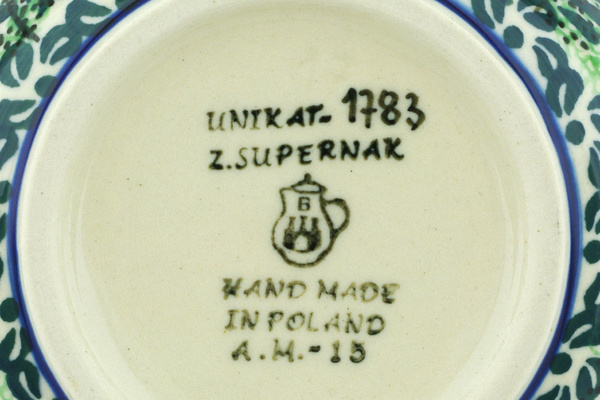 UNIKAT- 1783
Z. SUPERNAK
B
HAND MADE
IN POLAND
A.M.-15